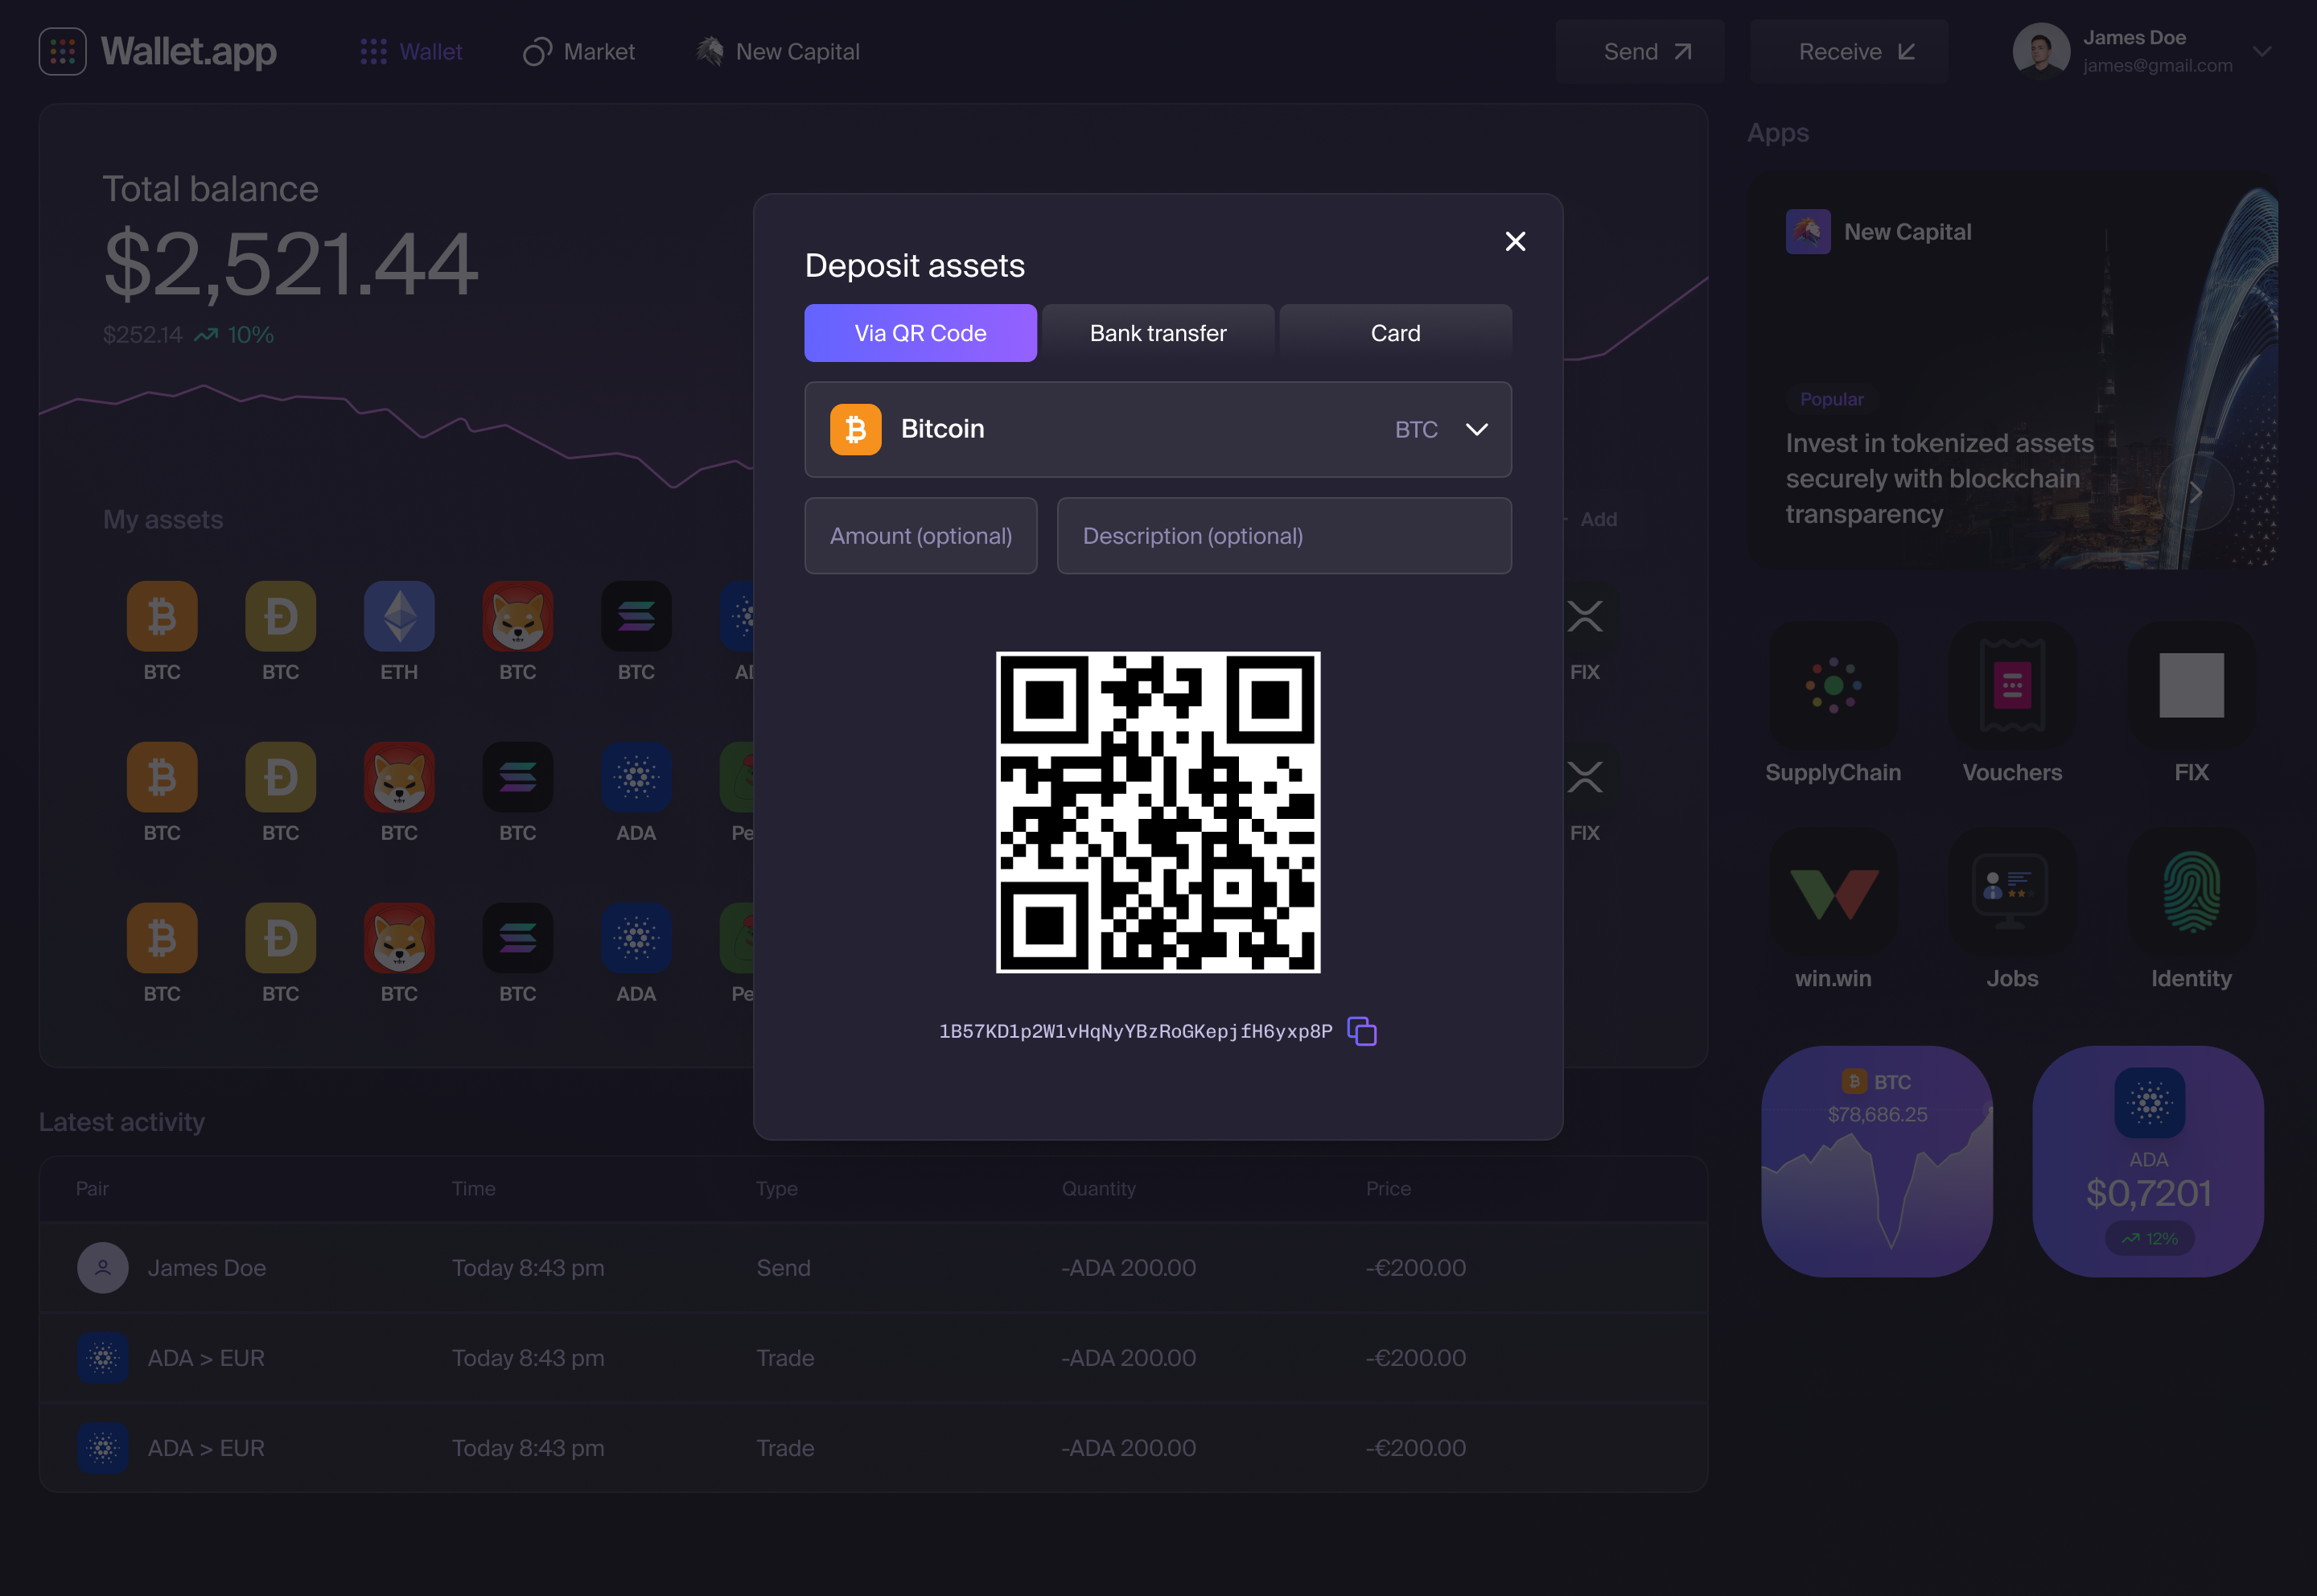 Wallet.app
Wallet
Market
New Capital
Send
Receive
James Doe
james@gmail.com
Total balance
$2,521.44
$252.14 10%
My assets
Add
BTC BTC ETH BTC BTC FIX
BTC BTC BTC BTC ADA FIX
BTC BTC BTC BTC ADA
Deposit assets
Via QR Code
Bank transfer
Card
Bitcoin
BTC
Amount (optional)
Description (optional)
1B57KD1p2W1vHqNyYBzRoGKepjfH6yxp8P
Latest activity
Pair Time Type Quantity Price
James Doe Today 8:43 pm Send -ADA 200.00 -€200.00
ADA > EUR Today 8:43 pm Trade -ADA 200.00 -€200.00
ADA > EUR Today 8:43 pm Trade -ADA 200.00 -€200.00
Apps
New Capital
Popular
Invest in tokenized assets
securely with blockchain
transparency
SupplyChain
Vouchers
FIX
win.win
Jobs
Identity
BTC
$78,686.25
ADA
$0,7201
12%